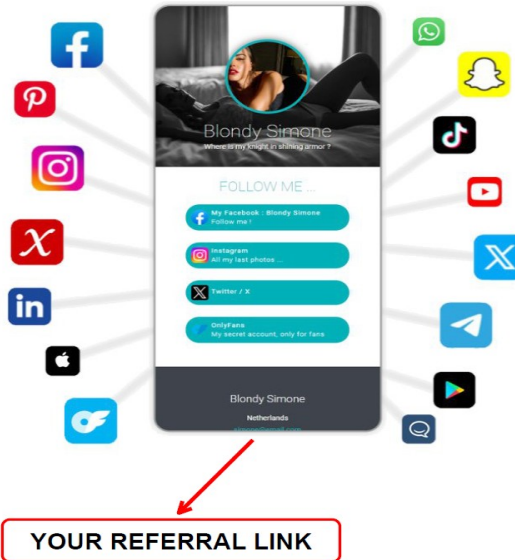 Blondy Simone
Where is my knight in shining armor ?
FOLLOW ME ...
My Facebook : Blondy Simone
Follow me !
Instagram
All my last photos ...
Twitter / X
OnlyFans
My secret account, only for fans
Blondy Simone
Netherlands
YOUR REFERRAL LINK